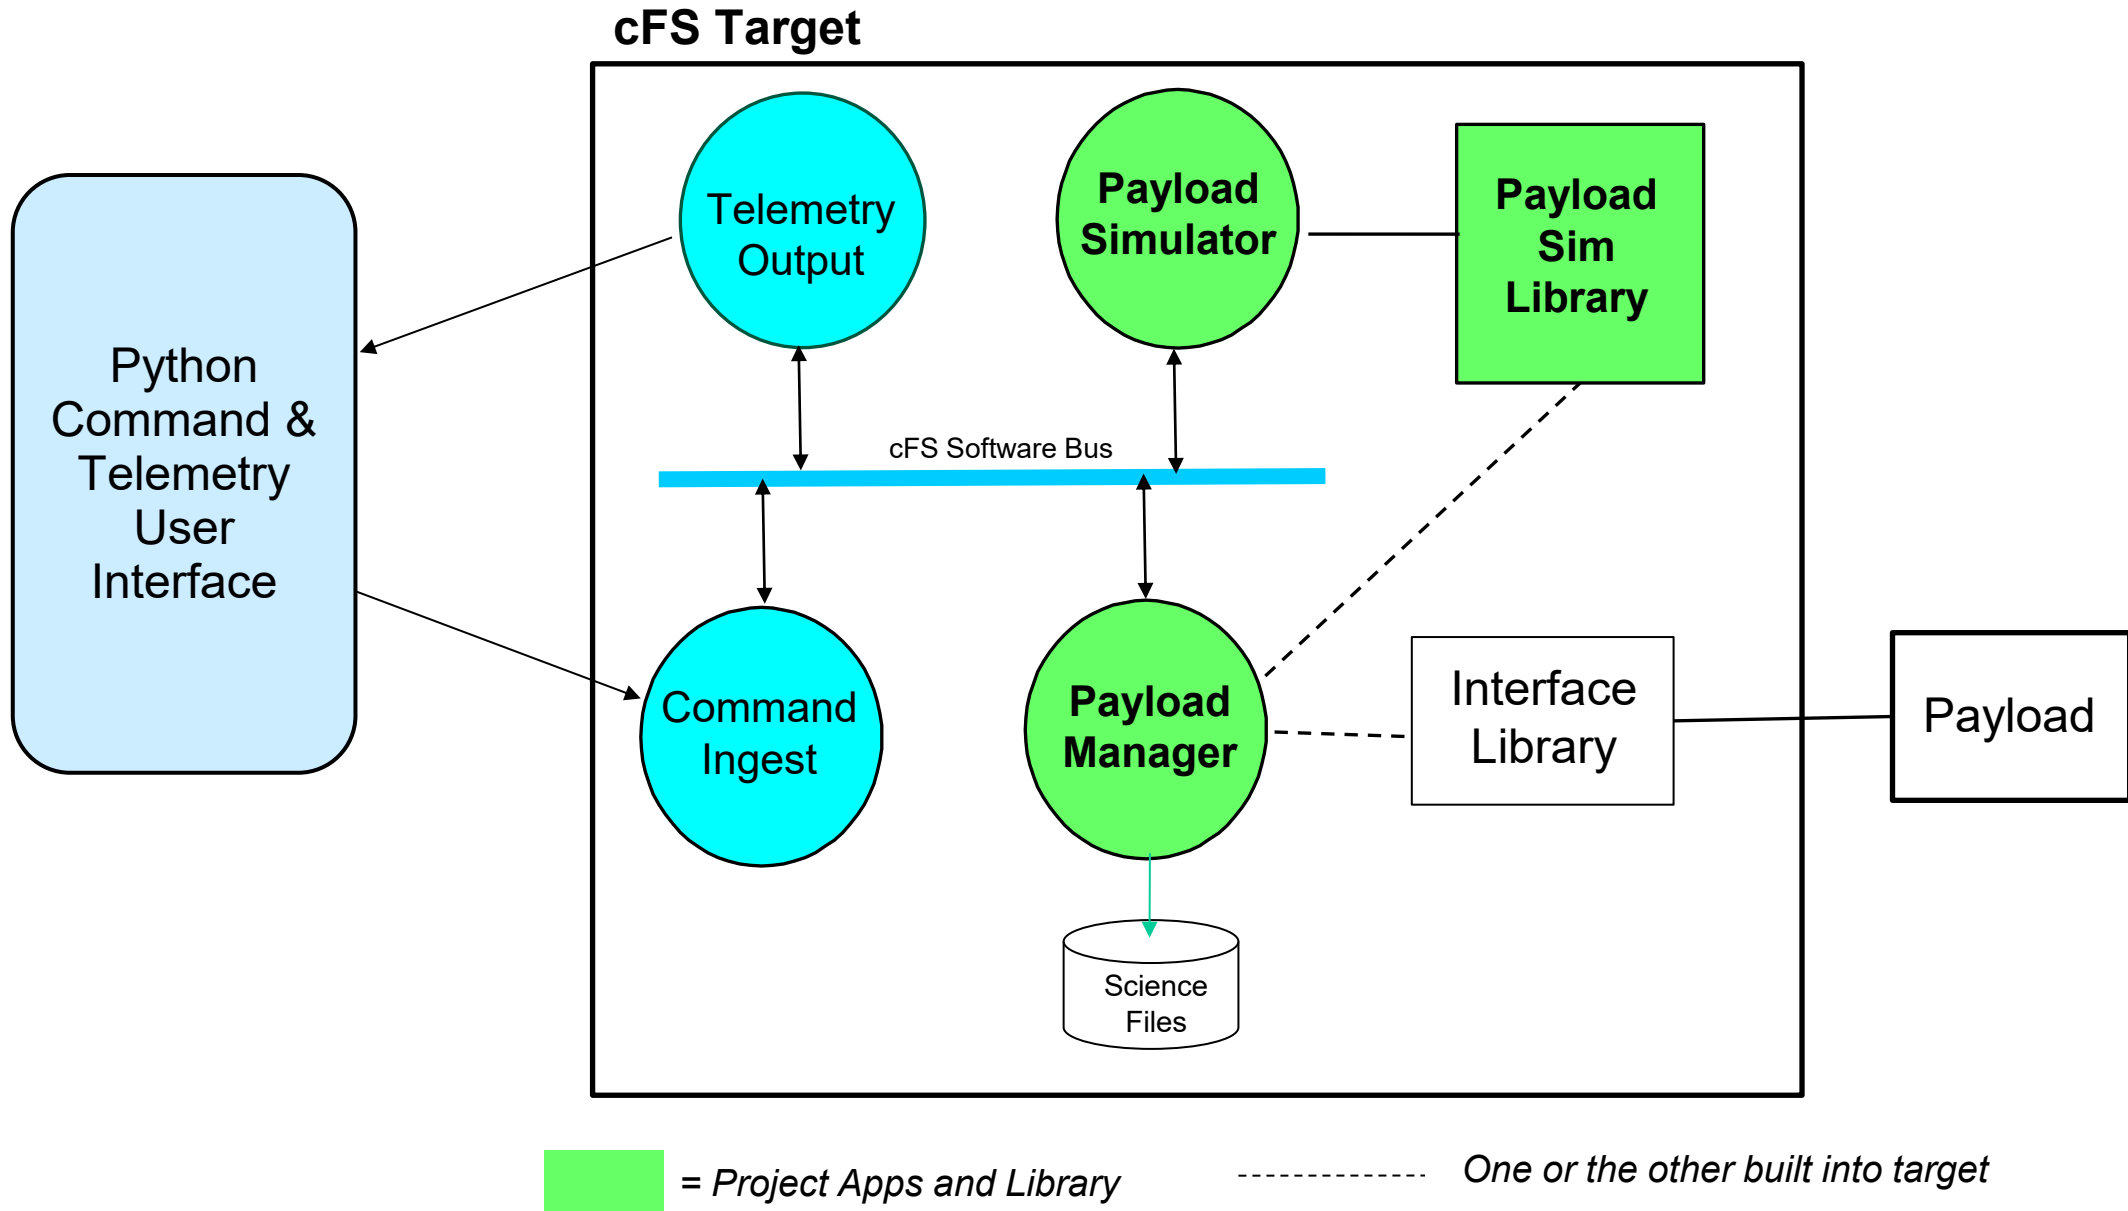 cFS Target
Python
Command &
Telemetry
User
Interface
Telemetry
Output
Payload
Simulator
Payload
Sim
Library
cFS Software Bus
Command
Ingest
Payload
Manager
Interface
Library
Payload
Science
Files
= Project Apps and Library
One or the other built into target